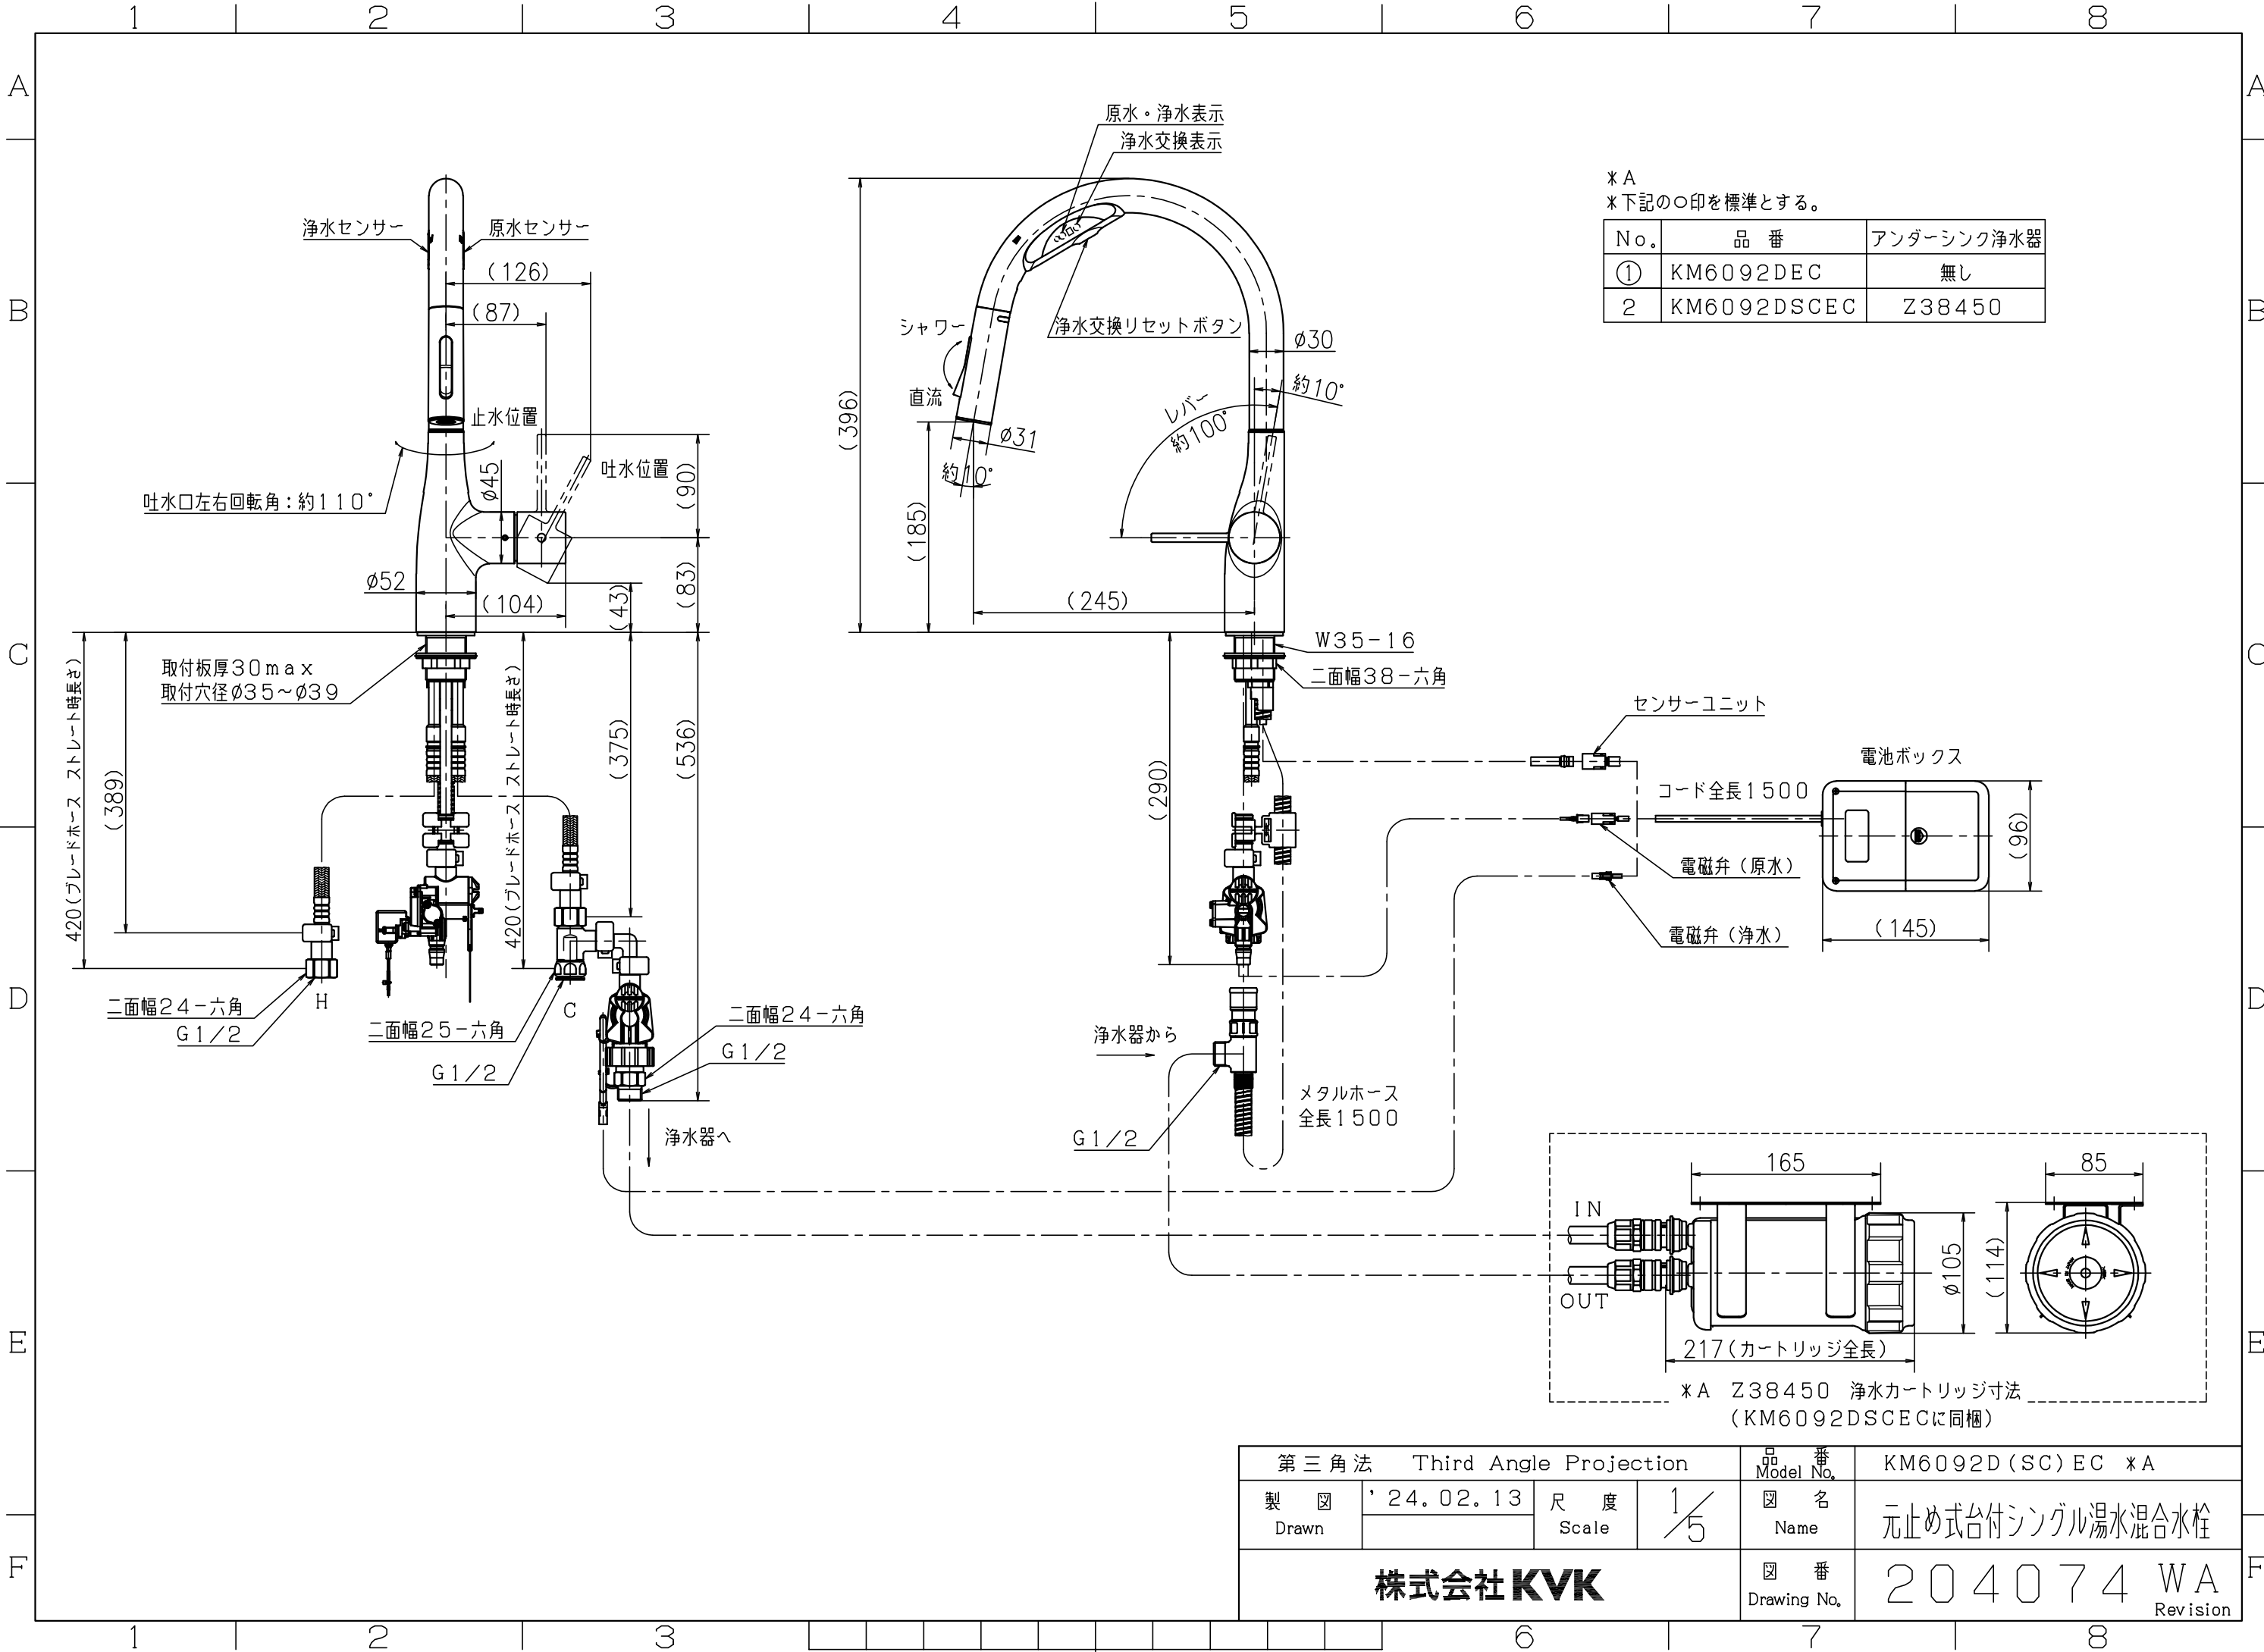 1 2 3 4 5 6 7 8
A A
B B
C C
D D
E E
F F
原水・浄水表示
浄水交換表示
浄水センサー
原水センサー
(126)
(87)
止水位置
吐水位置
吐水口左右回転角：約110°
ø45
(90)
(83)
(43)
ø52
(104)
取付板厚30max
取付穴径ø35～ø39
420(ブレードホース ストレート時長さ)
(389)
420(ブレードホース ストレート時長さ)
(375)
(536)
二面幅24－六角
G1/2
H
二面幅25－六角
G1/2
C
二面幅24－六角
G1/2
浄水器へ
シャワー
直流
浄水交換リセットボタン
ø30
約10°
レバー
約100°
ø31
約10°
(396)
(185)
(245)
W35－16
二面幅38－六角
(290)
浄水器から
G1/2
メタルホース
全長1500
＊A
＊下記の○印を標準とする。
No. 品番 アンダーシンク浄水器
① KM6092DEC 無し
2 KM6092DSCEC Z38450
センサーユニット
電池ボックス
コード全長1500
電磁弁（原水）
電磁弁（浄水）
(96)
(145)
165
85
IN
OUT
ø105
(114)
217(カートリッジ全長)
＊A Z38450 浄水カートリッジ寸法
(KM6092DSCECに同梱)
第三角法 Third Angle Projection
品番 Model No. KM6092D(SC)EC ＊A
製図 Drawn '24.02.13
尺度 Scale 1/5
図名 Name 元止め式台付シングル湯水混合水栓
株式会社KVK
図番 Drawing No. 204074 WA Revision
1 2 3 6 7 8